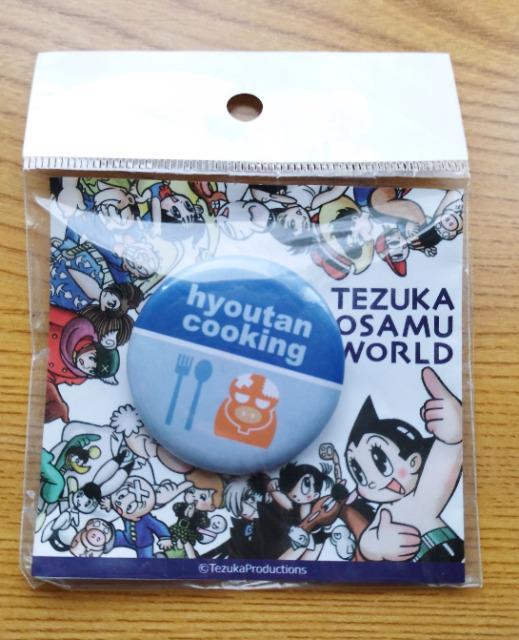 hyoutan
cooking
TEZUKA
OSAMU
WORLD
©TezukaProductions